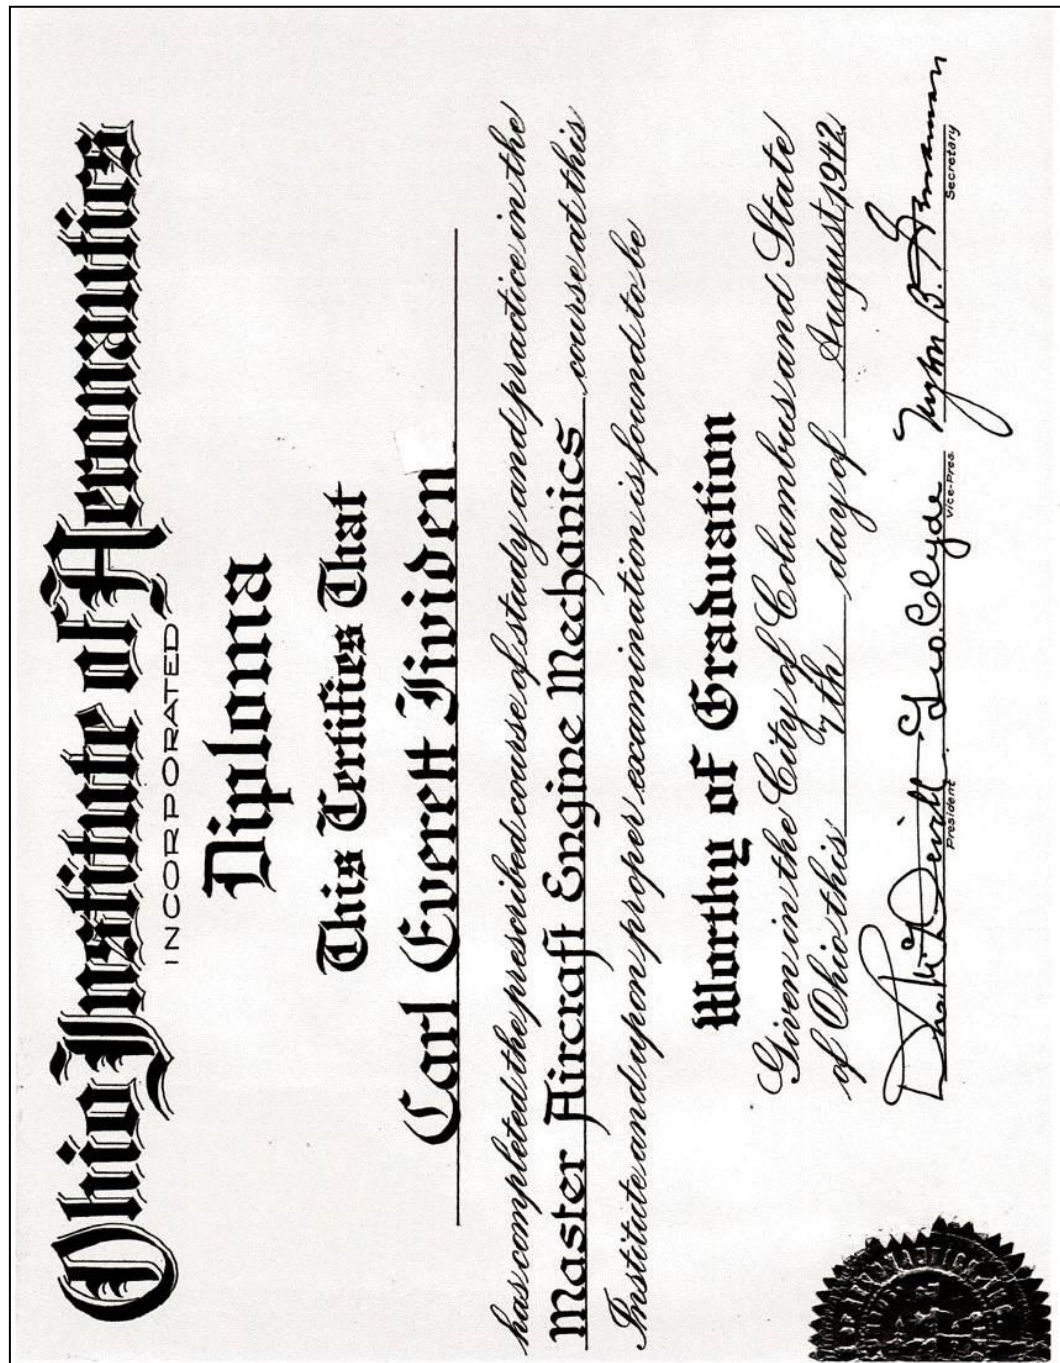 Ohio Institute of Aeronautics
INCORPORATED
Diploma
This Certifies That
Carl Everett Jividen
has completed the prescribed course of study and practice in the
Master Aircraft Engine Mechanics course at this
Institute and upon proper examination is found to be
Worthy of Graduation
Given in the City of Columbus and State
of Ohio this 7th day of August, 1942
President
Vice-Pres.
Secretary